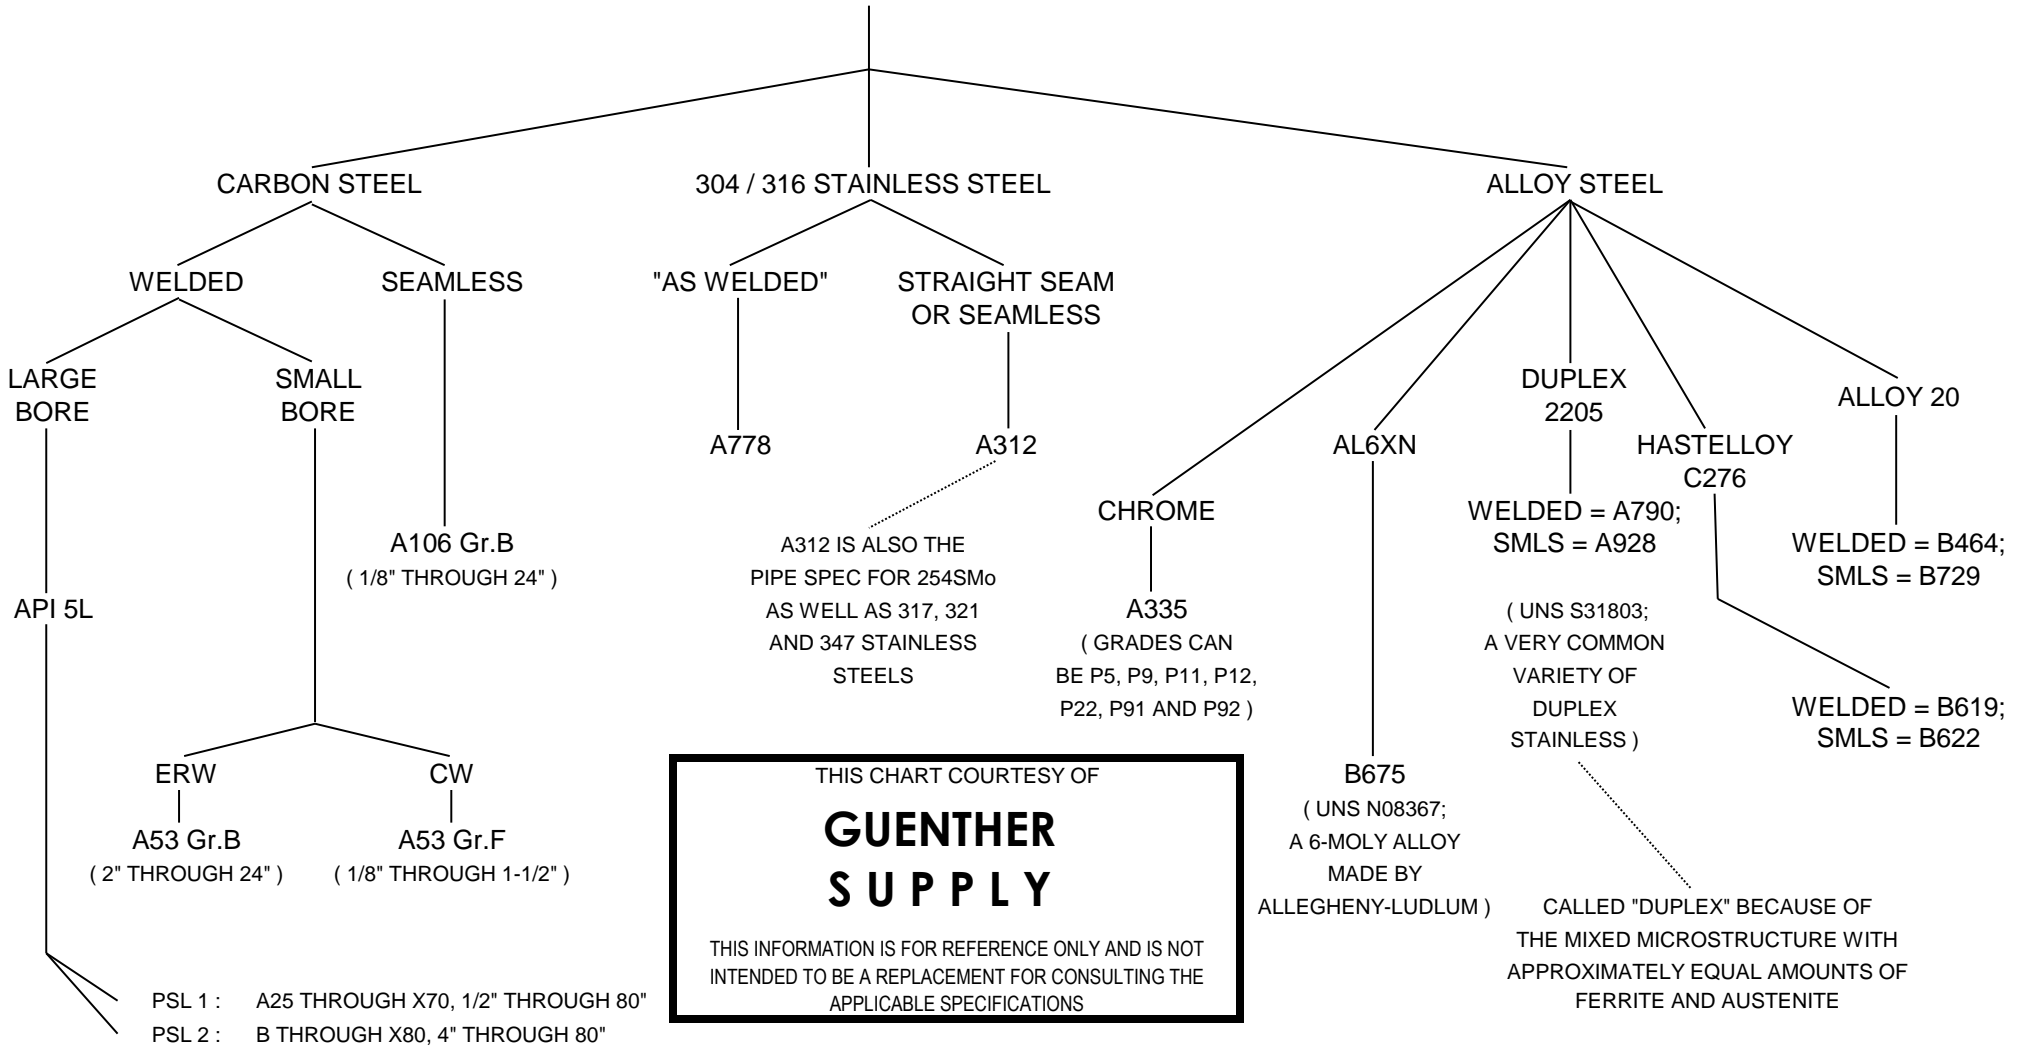 CARBON STEEL
304 / 316 STAINLESS STEEL
ALLOY STEEL
WELDED
SEAMLESS
"AS WELDED"
STRAIGHT SEAM
OR SEAMLESS
LARGE
BORE
SMALL
BORE
A106 Gr.B
( 1/8" THROUGH 24" )
API 5L
ERW
A53 Gr.B
( 2" THROUGH 24" )
CW
A53 Gr.F
( 1/8" THROUGH 1-1/2" )
PSL 1 : A25 THROUGH X70, 1/2" THROUGH 80"
PSL 2 : B THROUGH X80, 4" THROUGH 80"
A778
A312
A312 IS ALSO THE
PIPE SPEC FOR 254SMo
AS WELL AS 317, 321
AND 347 STAINLESS
STEELS
CHROME
A335
( GRADES CAN
BE P5, P9, P11, P12,
P22, P91 AND P92 )
AL6XN
B675
( UNS N08367;
A 6-MOLY ALLOY
MADE BY
ALLEGHENY-LUDLUM )
DUPLEX
2205
WELDED = A790;
SMLS = A928
( UNS S31803;
A VERY COMMON
VARIETY OF
DUPLEX
STAINLESS )
CALLED "DUPLEX" BECAUSE OF
THE MIXED MICROSTRUCTURE WITH
APPROXIMATELY EQUAL AMOUNTS OF
FERRITE AND AUSTENITE
HASTELLOY
C276
WELDED = B619;
SMLS = B622
ALLOY 20
WELDED = B464;
SMLS = B729
THIS CHART COURTESY OF
GUENTHER
SUPPLY
THIS INFORMATION IS FOR REFERENCE ONLY AND IS NOT
INTENDED TO BE A REPLACEMENT FOR CONSULTING THE
APPLICABLE SPECIFICATIONS